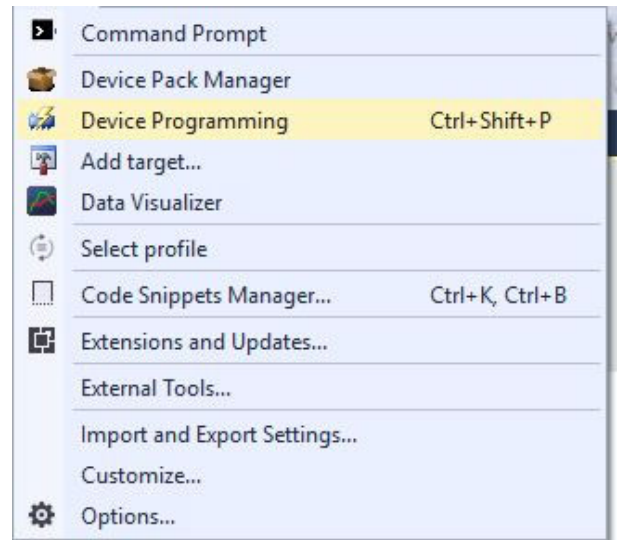 Command Prompt
Device Pack Manager
Device Programming Ctrl+Shift+P
Add target...
Data Visualizer
Select profile
Code Snippets Manager... Ctrl+K, Ctrl+B
Extensions and Updates...
External Tools...
Import and Export Settings...
Customize...
Options...